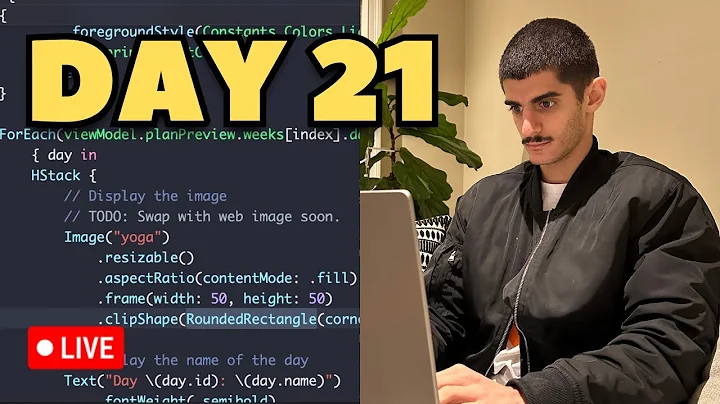 {
foregroundStyle(Constants.Colors.Li
DAY 21
}
ForEach(viewModel.planPreview.weeks[index].da
{ day in
HStack {
// Display the image
// TODO: Swap with web image soon.
Image("yoga")
.resizable()
.aspectRatio(contentMode: .fill)
.frame(width: 50, height: 50)
.clipShape(RoundedRectangle(corne
LIVE
lay the name of the day
Text("Day \(day.id): \(day.name)")
fontWeight( semibold)